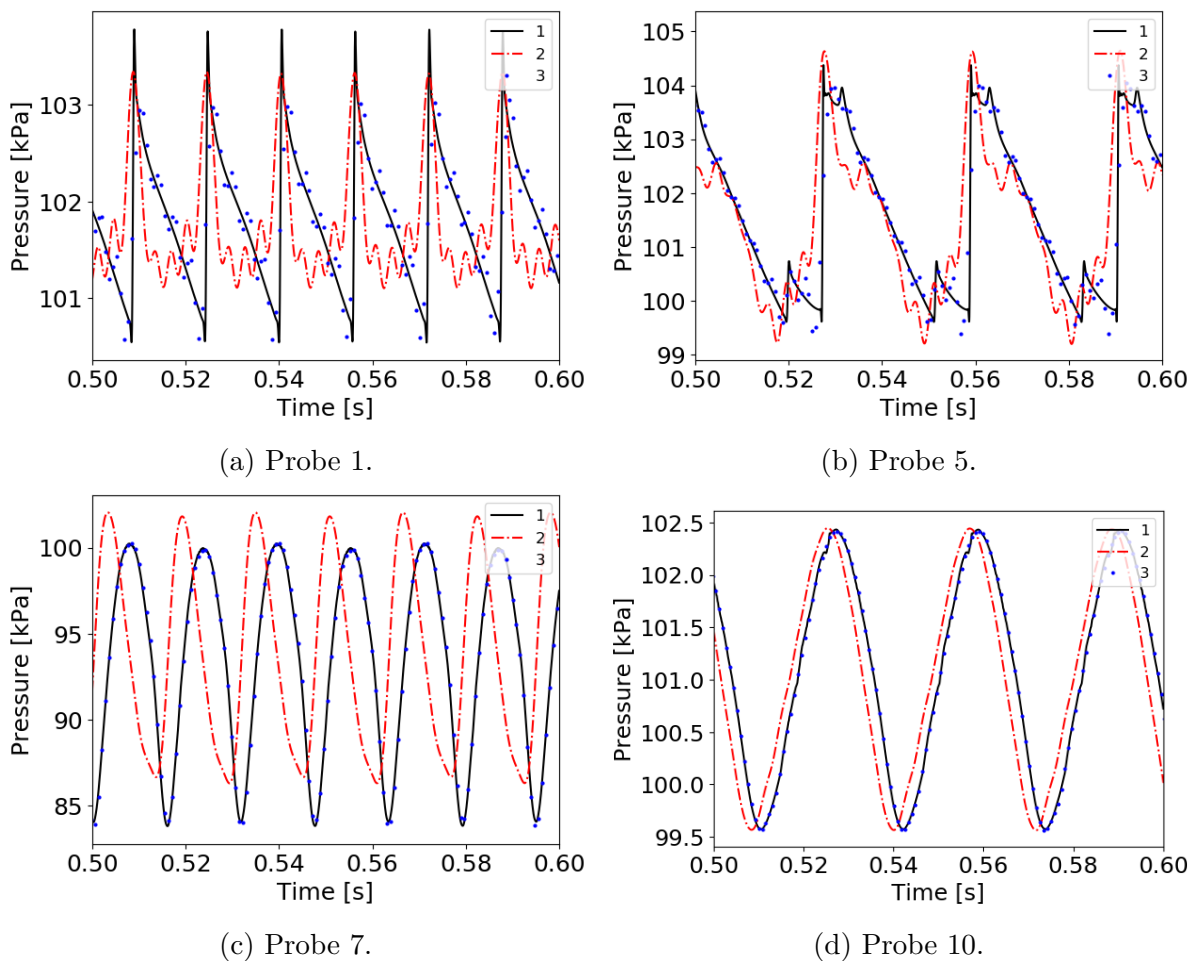 Pressure [kPa]
103
102
101
0.50 0.52 0.54 0.56 0.58 0.60
Time [s]
1
2
3
(a) Probe 1.
Pressure [kPa]
105
104
103
102
101
100
99
0.50 0.52 0.54 0.56 0.58 0.60
Time [s]
1
2
3
(b) Probe 5.
Pressure [kPa]
100
95
90
85
0.50 0.52 0.54 0.56 0.58 0.60
Time [s]
1
2
3
(c) Probe 7.
Pressure [kPa]
102.5
102.0
101.5
101.0
100.5
100.0
99.5
0.50 0.52 0.54 0.56 0.58 0.60
Time [s]
1
2
3
(d) Probe 10.